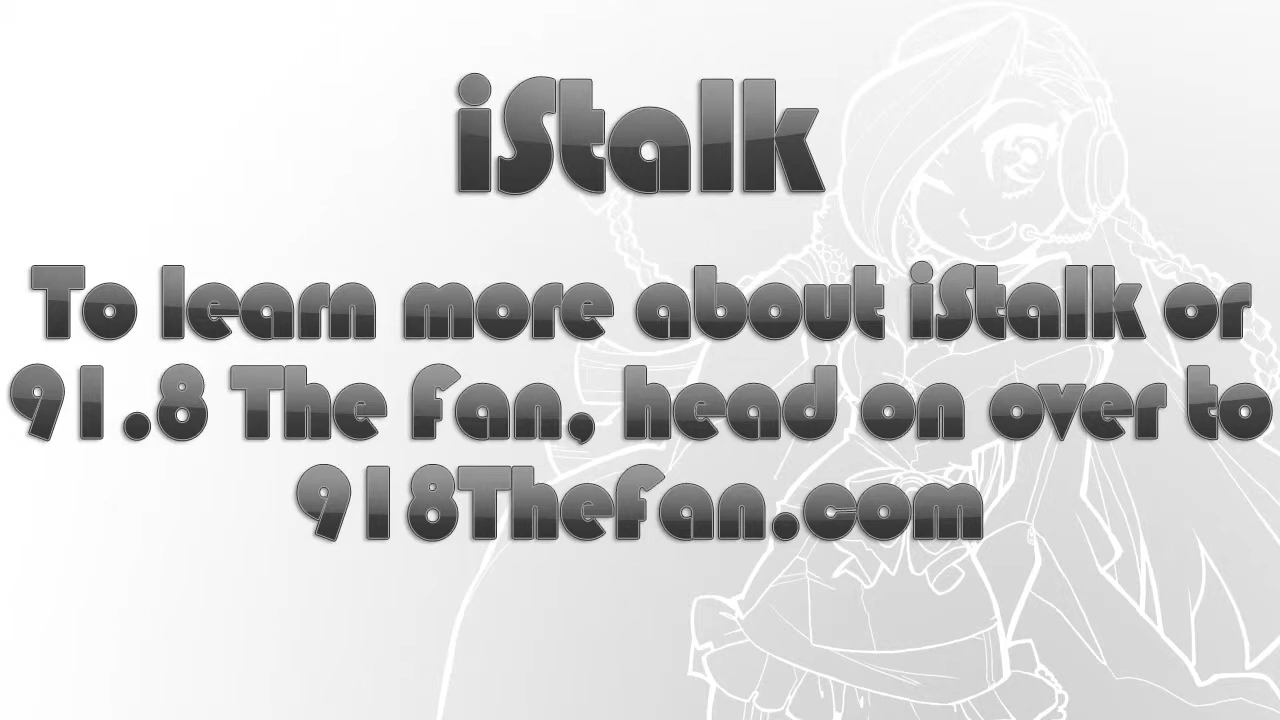 iStalk
To learn more about iStalk or
91.8 The Fan, head on over to
918TheFan.com